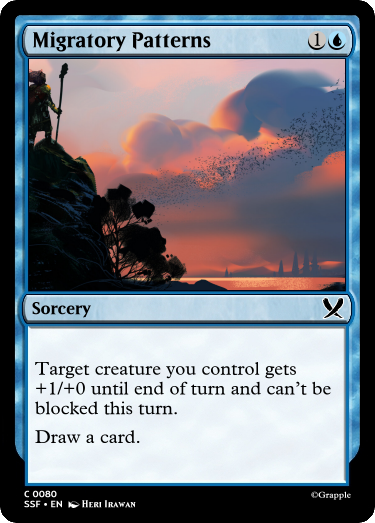 Migratory Patterns 1
Sorcery
Target creature you control gets
+1/+0 until end of turn and can't be
blocked this turn.
Draw a card.
C 0080
SSF • EN Heri Irawan
©Grapple